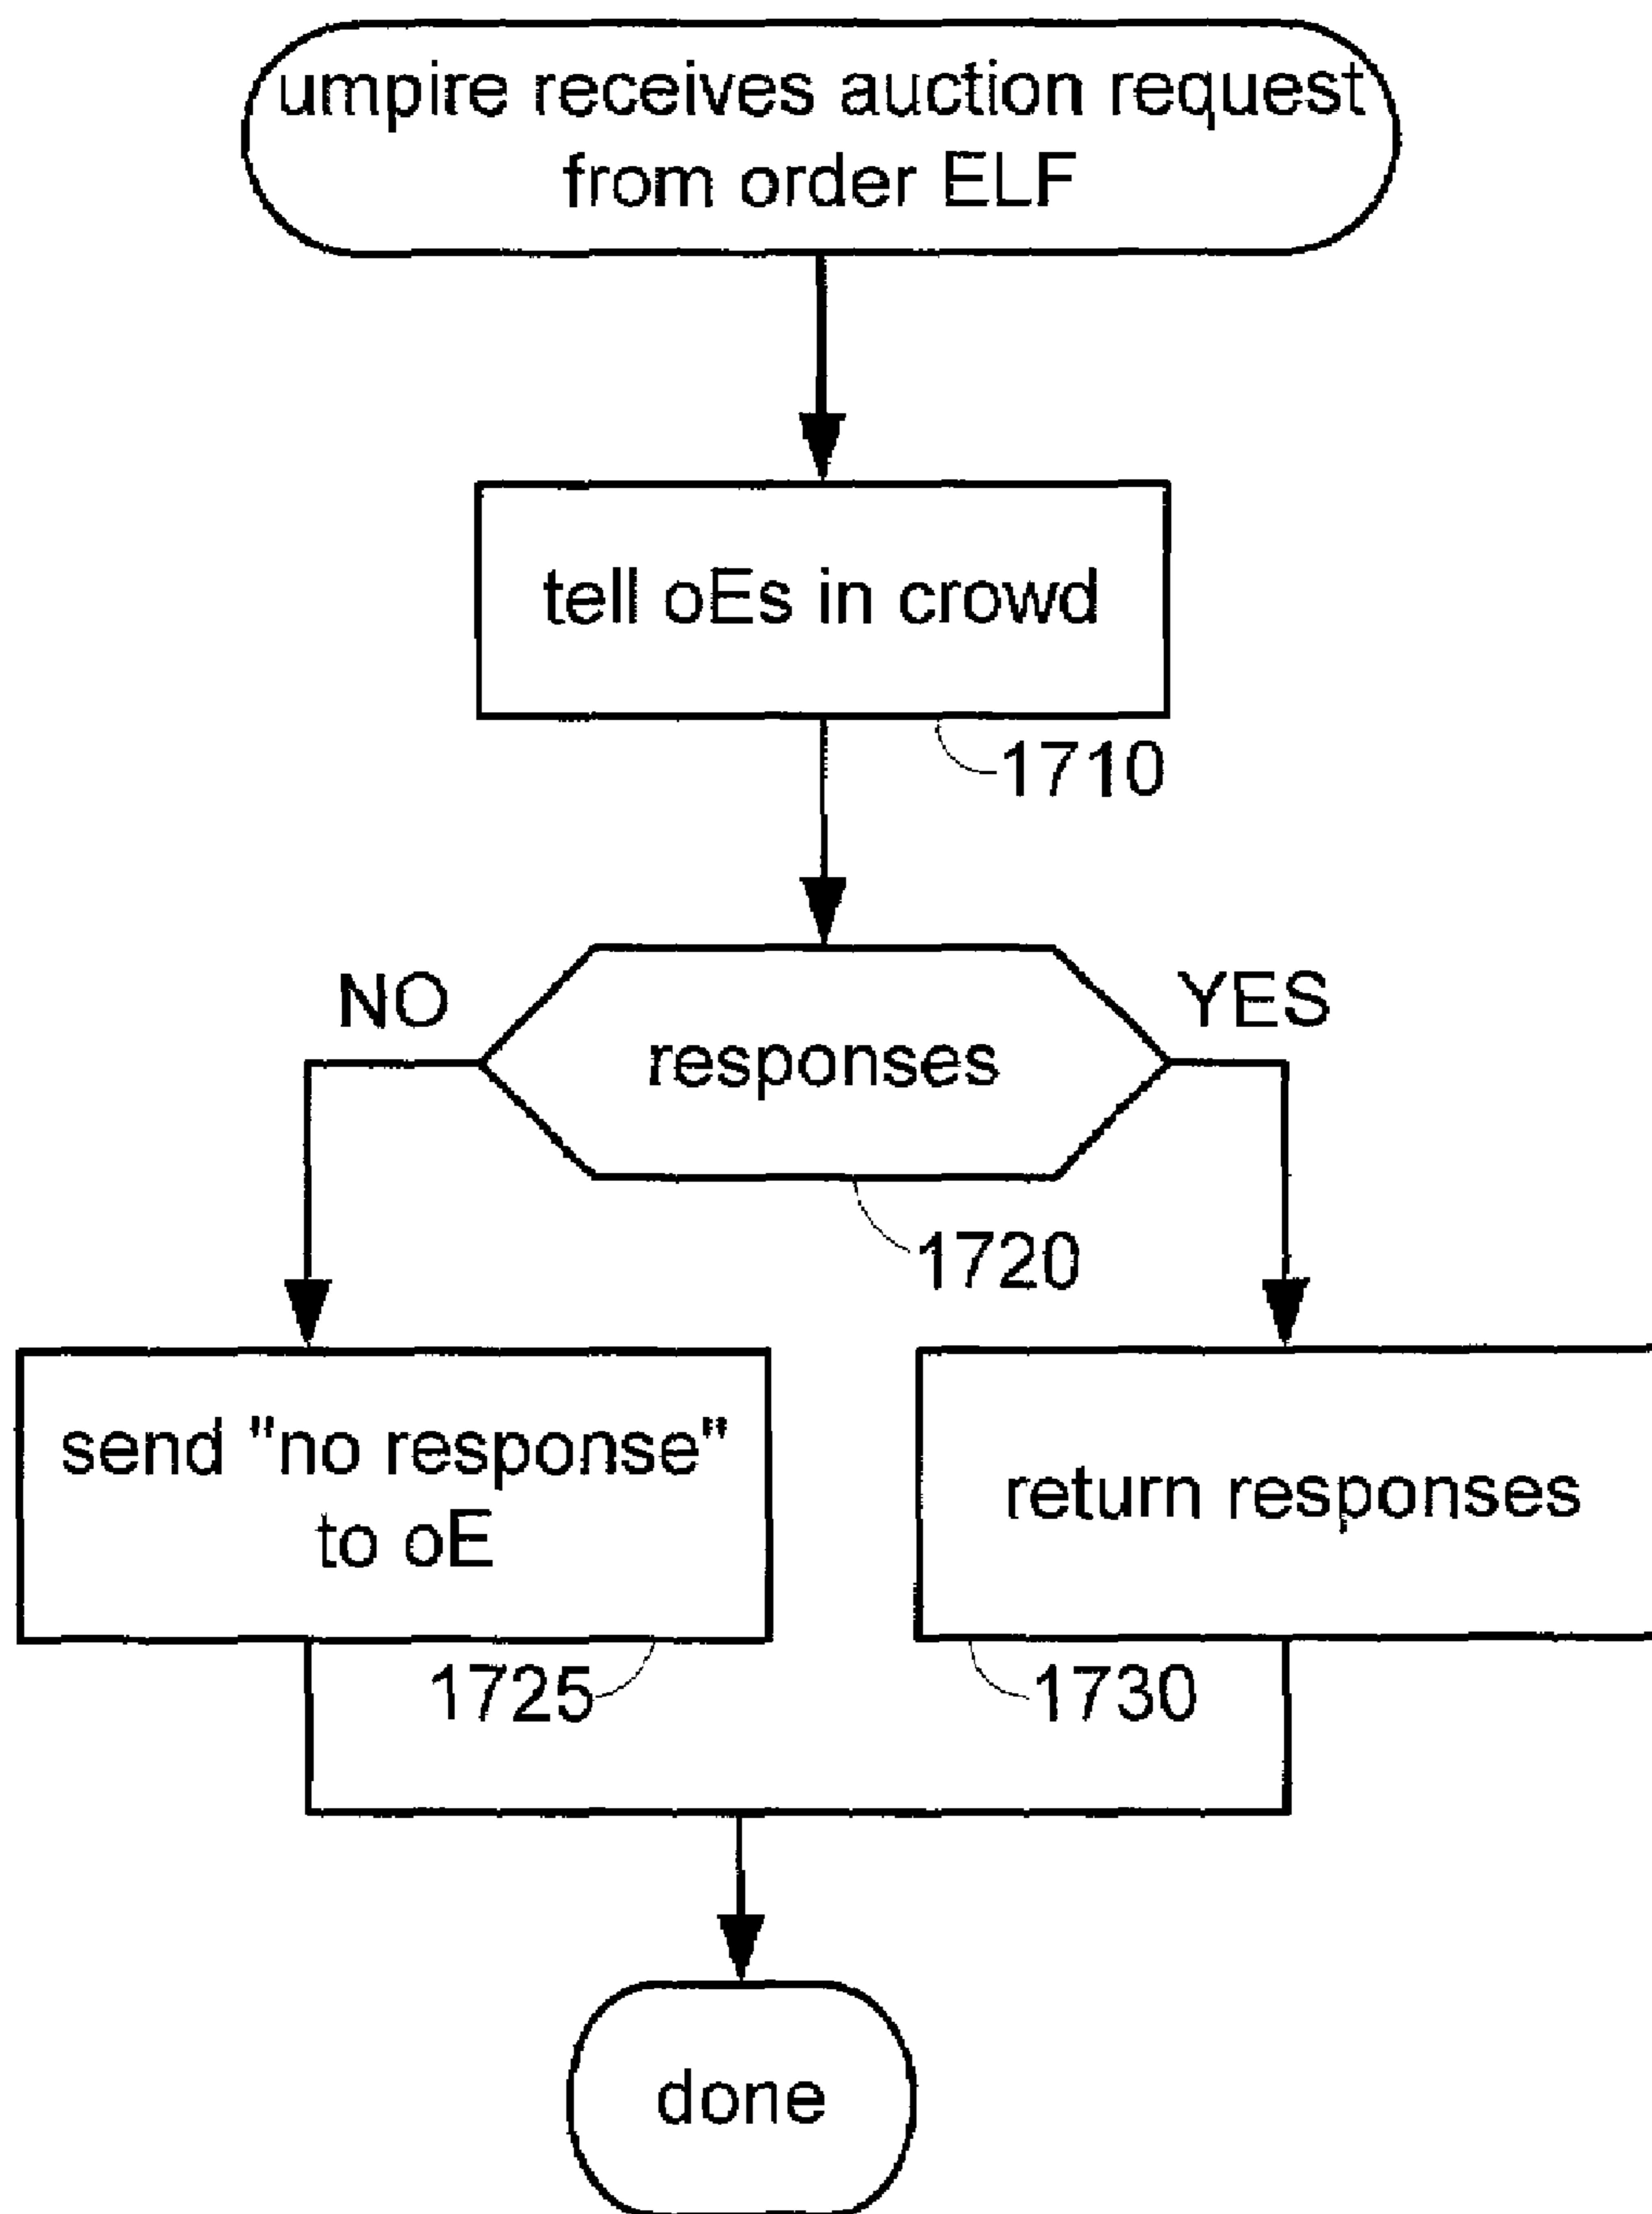 umpire receives auction request
from order ELF
tell oEs in crowd
1710
NO
YES
responses
1720
send "no response"
to oE
return responses
1725
1730
done